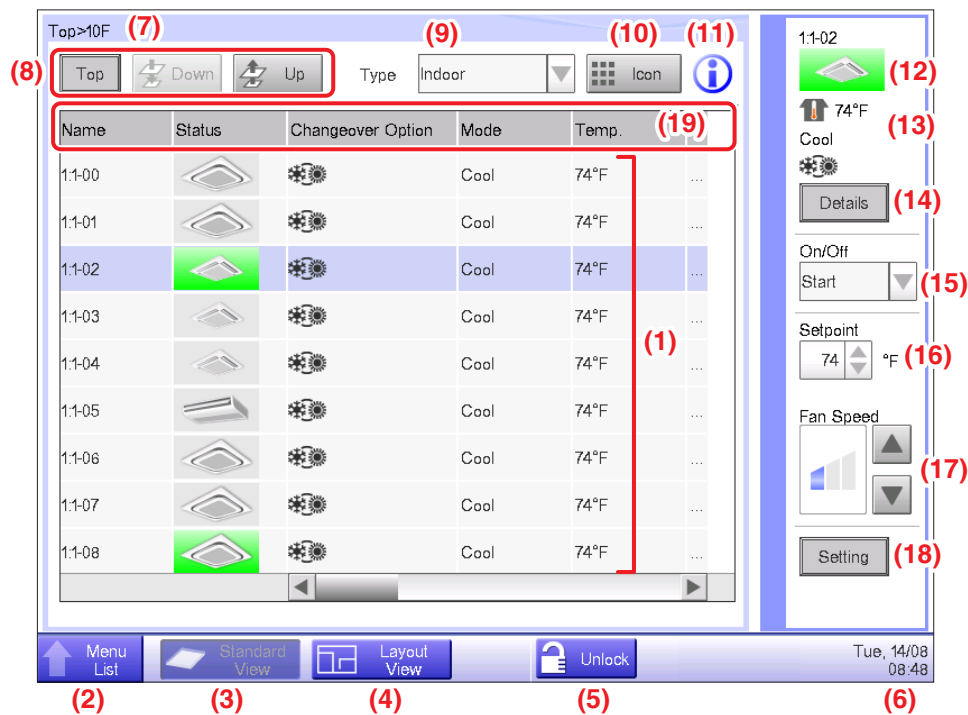 Top>10F (7)
(8) Top Down Up Type (9) Indoor (10) Icon (11)
Name Status Changeover Option Mode Temp. (19)
1:1-00 Cool 74°F ...
1:1-01 Cool 74°F ...
1:1-02 Cool 74°F ...
1:1-03 Cool 74°F ...
1:1-04 Cool 74°F ...
1:1-05 Cool 74°F ...
1:1-06 Cool 74°F ...
1:1-07 Cool 74°F ...
1:1-08 Cool 74°F ...
(1)
1:1-02
(12)
74°F
(13)
Cool
Details (14)
On/Off
Start (15)
Setpoint
74 °F (16)
Fan Speed
(17)
Setting (18)
Menu List
Standard View
Layout View
Unlock
Tue, 14/08
08:48
(2) (3) (4) (5) (6)